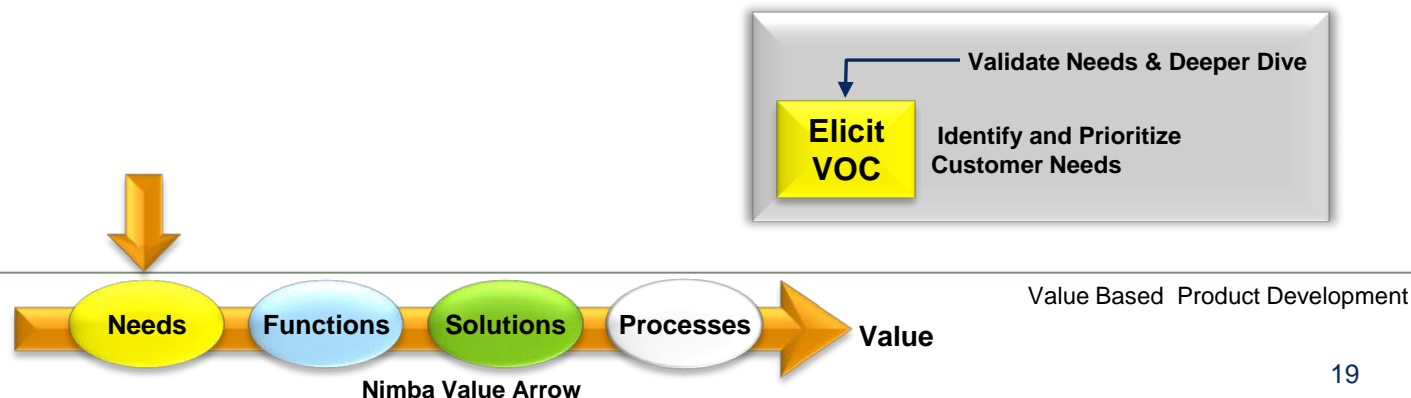 Validate Needs & Deeper Dive
Elicit
VOC
Identify and Prioritize
Customer Needs
Value Based  Product Development
Needs
Functions
Solutions
Processes
Value
Nimba Value Arrow
19